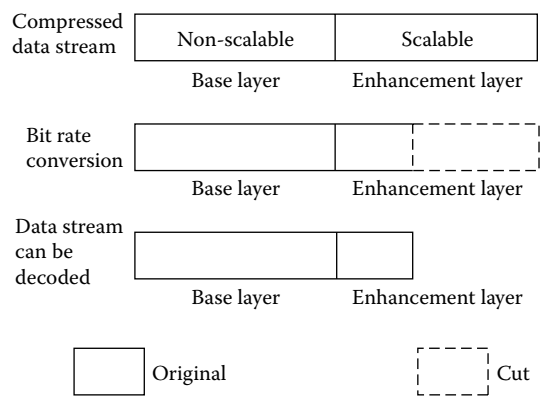 Compressed
data stream
Non-scalable
Scalable
Base layer
Enhancement layer
Bit rate
conversion
Base layer
Enhancement layer
Data stream
can be
decoded
Base layer
Enhancement layer
Original
Cut